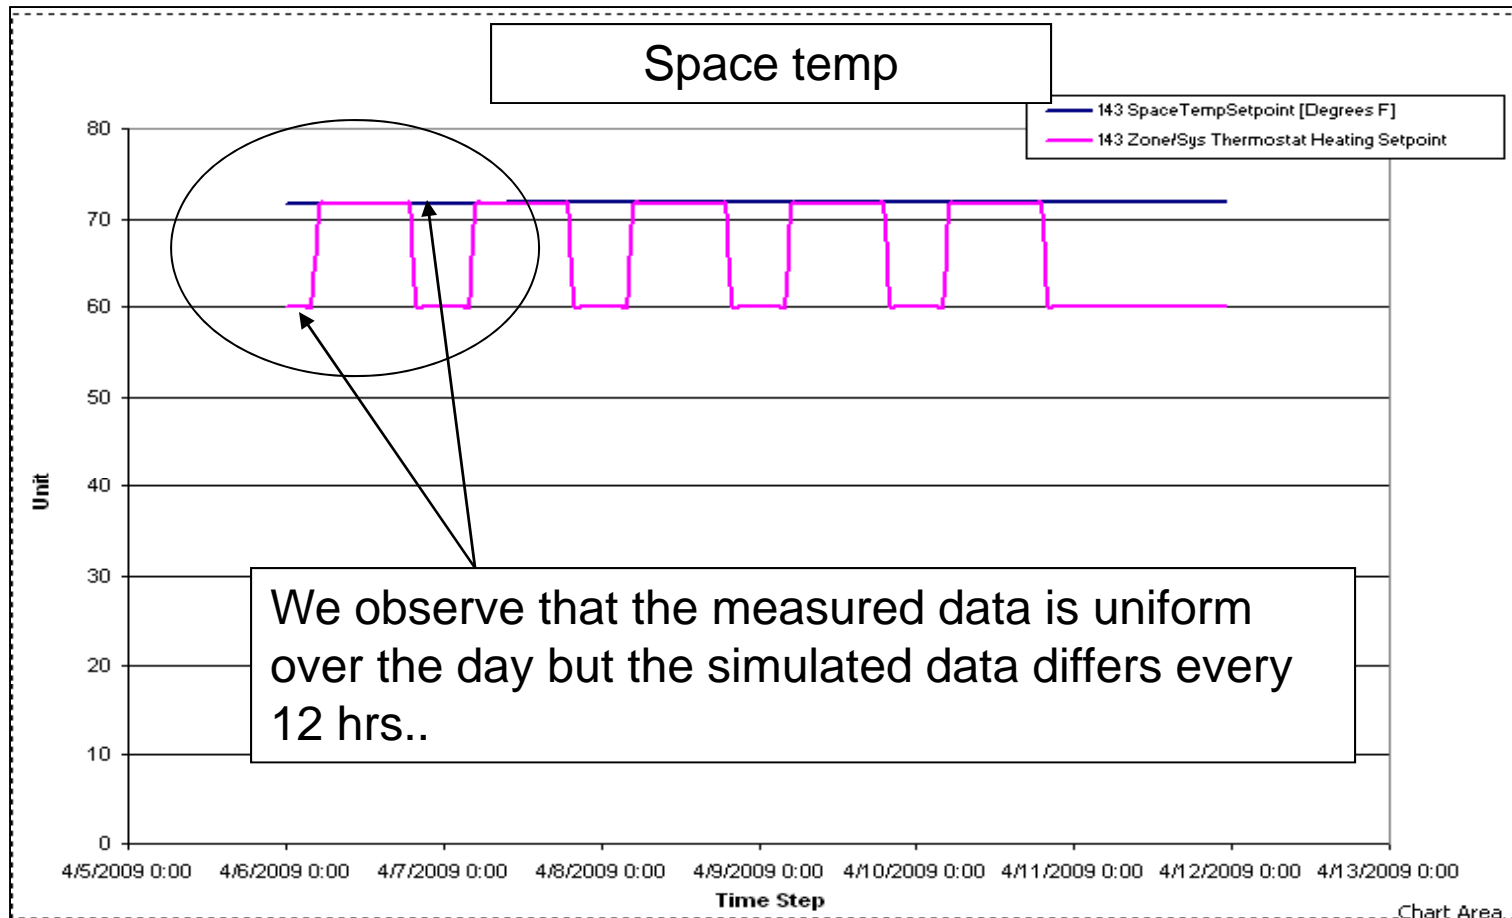 Space temp
143 SpaceTempSetpoint [Degrees F]
143 Zone/Sys Thermostat Heating Setpoint
80
70
60
50
40
30
20
10
0
Unit
We observe that the measured data is uniform
over the day but the simulated data differs every
12 hrs..
4/5/2009 0:00 4/6/2009 0:00 4/7/2009 0:00 4/8/2009 0:00 4/9/2009 0:00 4/10/2009 0:00 4/11/2009 0:00 4/12/2009 0:00 4/13/2009 0:00
Time Step
Chart Area